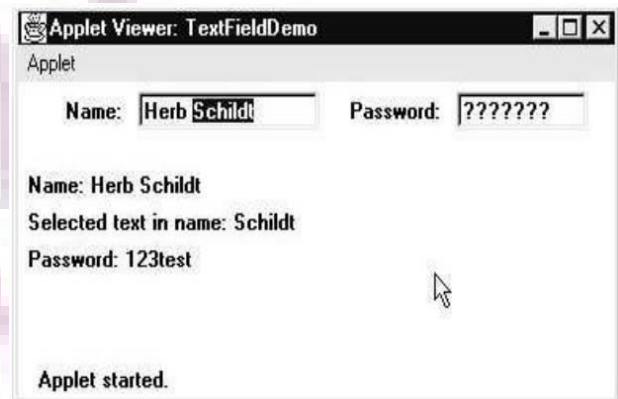 Applet Viewer: TextFieldDemo
Applet
Name: Herb Schildt Password: ???????
Name: Herb Schildt
Selected text in name: Schildt
Password: 123test
Applet started.